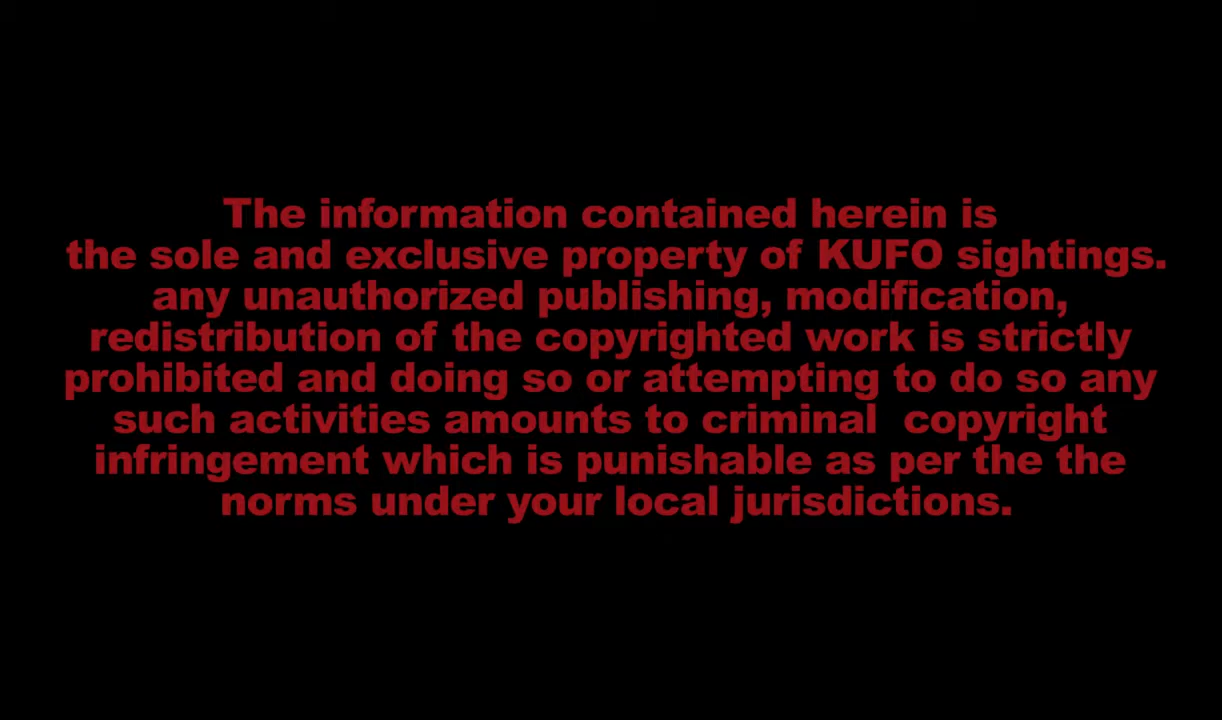 The information contained herein is
the sole and exclusive property of KUFO sightings.
any unauthorized publishing, modification,
redistribution of the copyrighted work is strictly
prohibited and doing so or attempting to do so any
such activities amounts to criminal  copyright
infringement which is punishable as per the the
norms under your local jurisdictions.